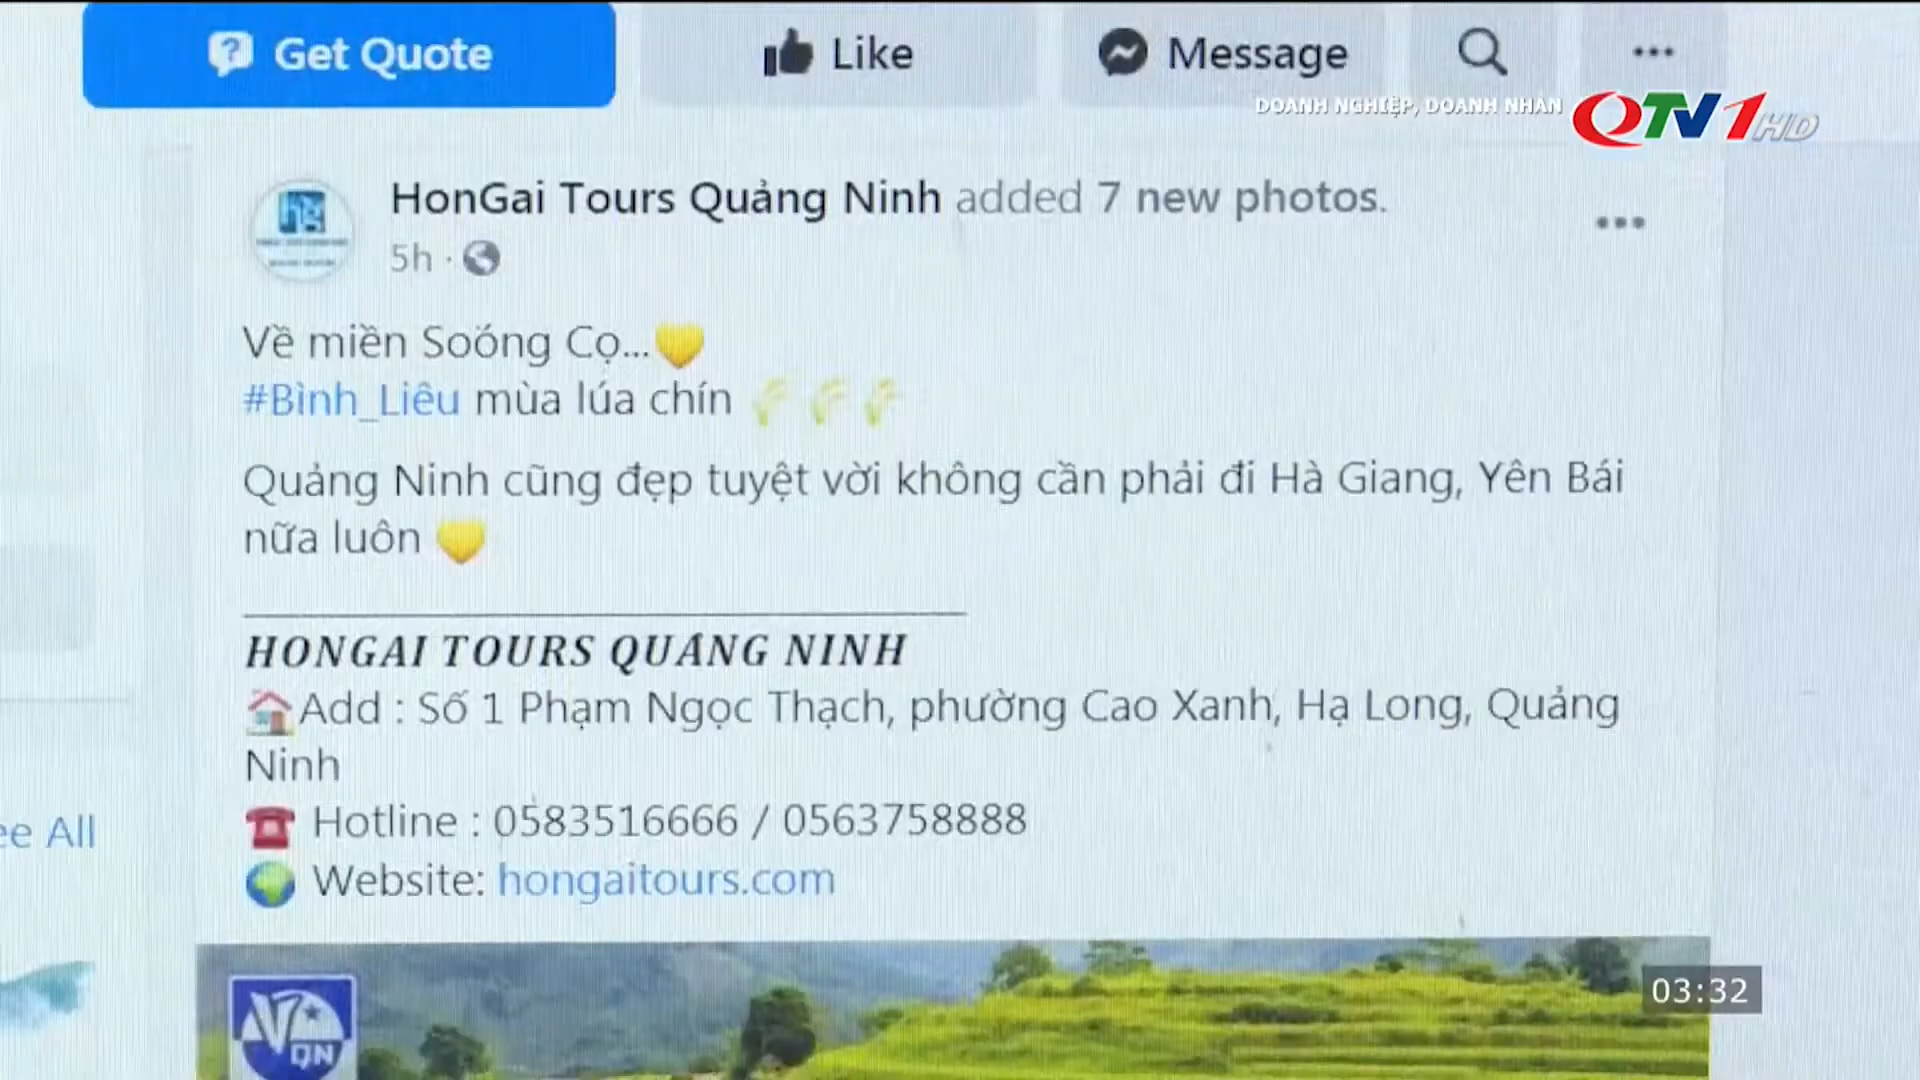 Get Quote
Like
Message
DOANH NGHIỆP, DOANH NHÂN
QTV1HD
HonGai Tours Quảng Ninh added 7 new photos.
5h
Về miền Soóng Cọ...
#Bình_Liêu mùa lúa chín
Quảng Ninh cũng đẹp tuyệt vời không cần phải đi Hà Giang, Yên Bái
nữa luôn
HONGAI TOURS QUẢNG NINH
Add : Số 1 Phạm Ngọc Thạch, phường Cao Xanh, Hạ Long, Quảng
Ninh
Hotline : 0583516666 / 0563758888
ee All
Website: hongaitours.com
03:32
QN